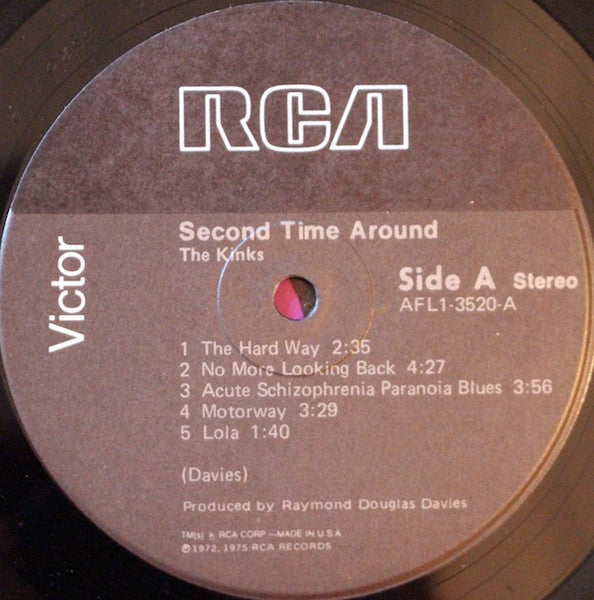 RCA
Victor
Second Time Around
The Kinks
Side A Stereo
AFL1-3520-A
1 The Hard Way 2:35
2 No More Looking Back 4:27
3 Acute Schizophrenia Paranoia Blues 3:56
4 Motorway 3:29
5 Lola 1:40
(Davies)
Produced by Raymond Douglas Davies
TM(s) ® RCA CORP—MADE IN U.S.A.
℗1972, 1975 RCA RECORDS